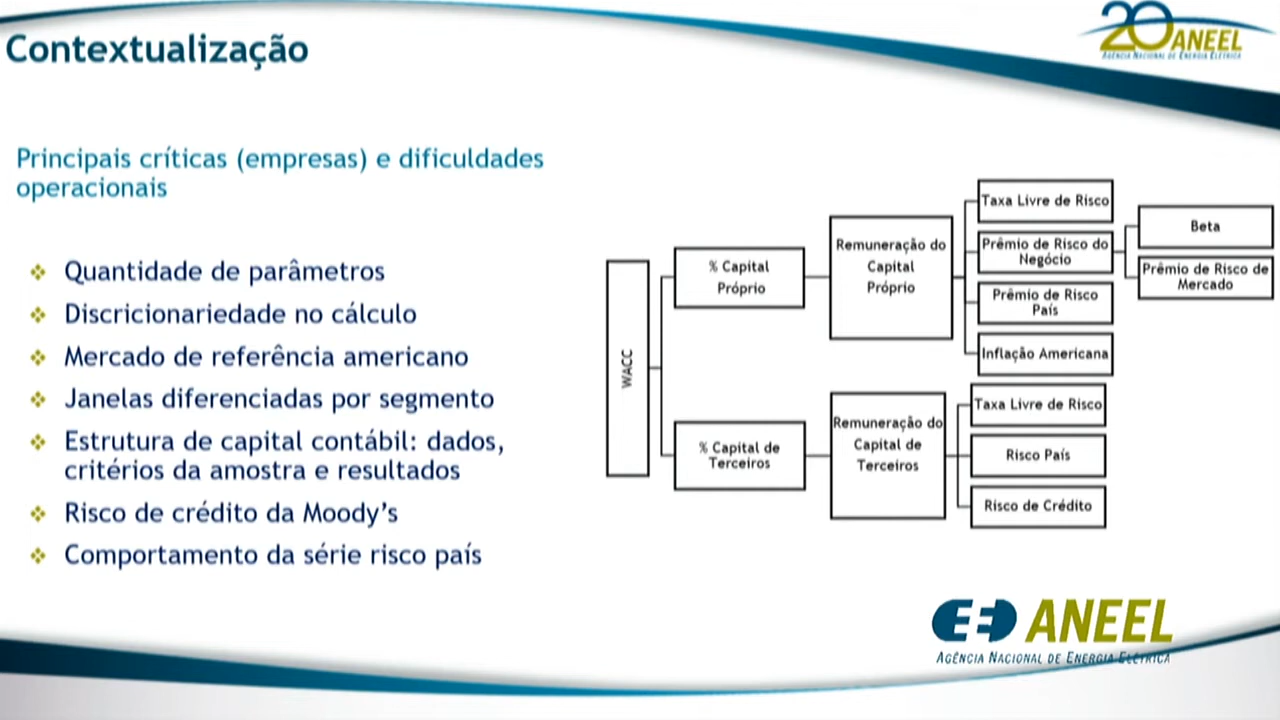 Contextualização
20 ANEEL
AGÊNCIA NACIONAL DE ENERGIA ELÉTRICA
Principais críticas (empresas) e dificuldades
operacionais
Quantidade de parâmetros
Discricionariedade no cálculo
Mercado de referência americano
Janelas diferenciadas por segmento
Estrutura de capital contábil: dados,
critérios da amostra e resultados
Risco de crédito da Moody’s
Comportamento da série risco país
WACC
% Capital
Próprio
Remuneração do
Capital
Próprio
Taxa Livre de Risco
Prêmio de Risco do
Negócio
Prêmio de Risco
País
Inflação Americana
Beta
Prêmio de Risco de
Mercado
% Capital de
Terceiros
Remuneração do
Capital de
Terceiros
Taxa Livre de Risco
Risco País
Risco de Crédito
ANEEL
AGÊNCIA NACIONAL DE ENERGIA ELÉTRICA